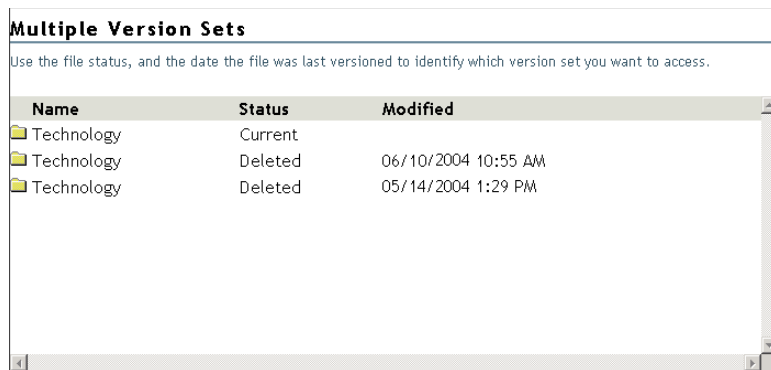 Multiple Version Sets
Use the file status, and the date the file was last versioned to identify which version set you want to access.
Name Status Modified
Technology Current
Technology Deleted 06/10/2004 10:55 AM
Technology Deleted 05/14/2004 1:29 PM